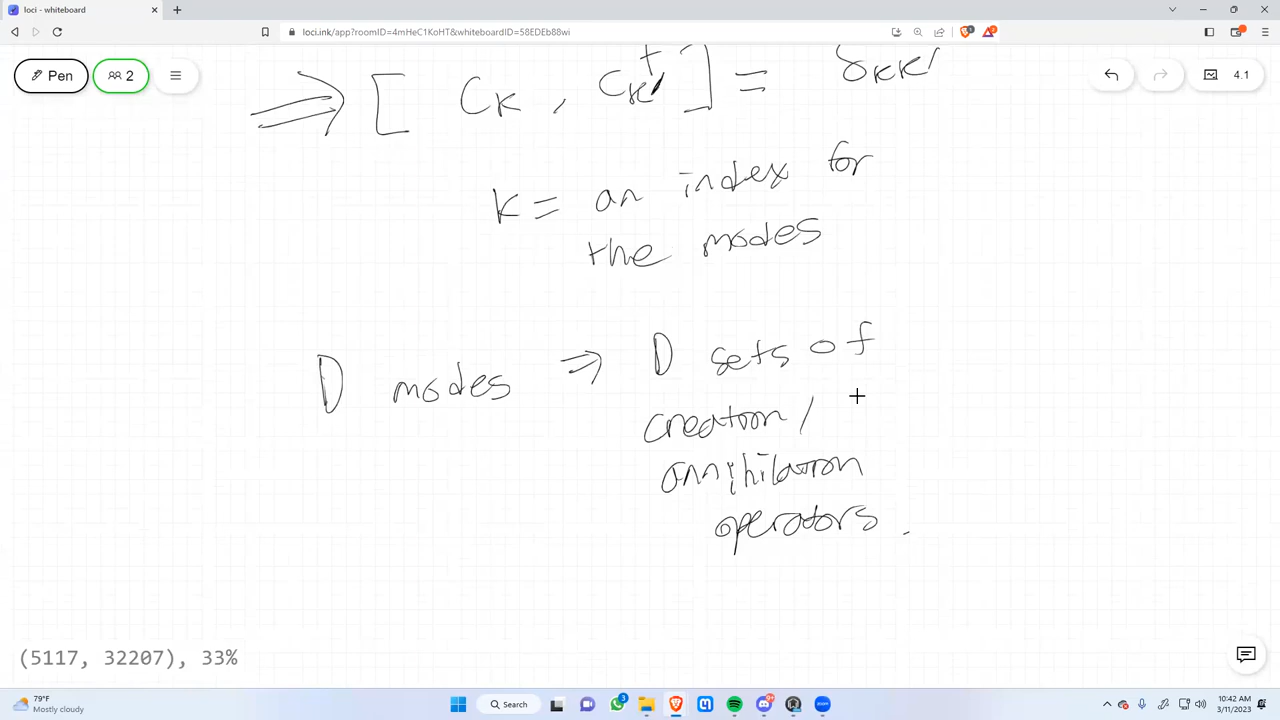 loci - whiteboard
loci.ink/app?roomID=4mHeC1KoHT&whiteboardID=58EDEb88wi
Pen
2
4.1
⇒ [ Cₖ , Cₖ'† ] = δₖₖ'
k = an index for
the modes
D modes ⇒ D sets of
creation/
annihilation
operators.
(5117, 32207), 33%
79°F
Mostly cloudy
Search
3
10:42 AM
3/11/2023